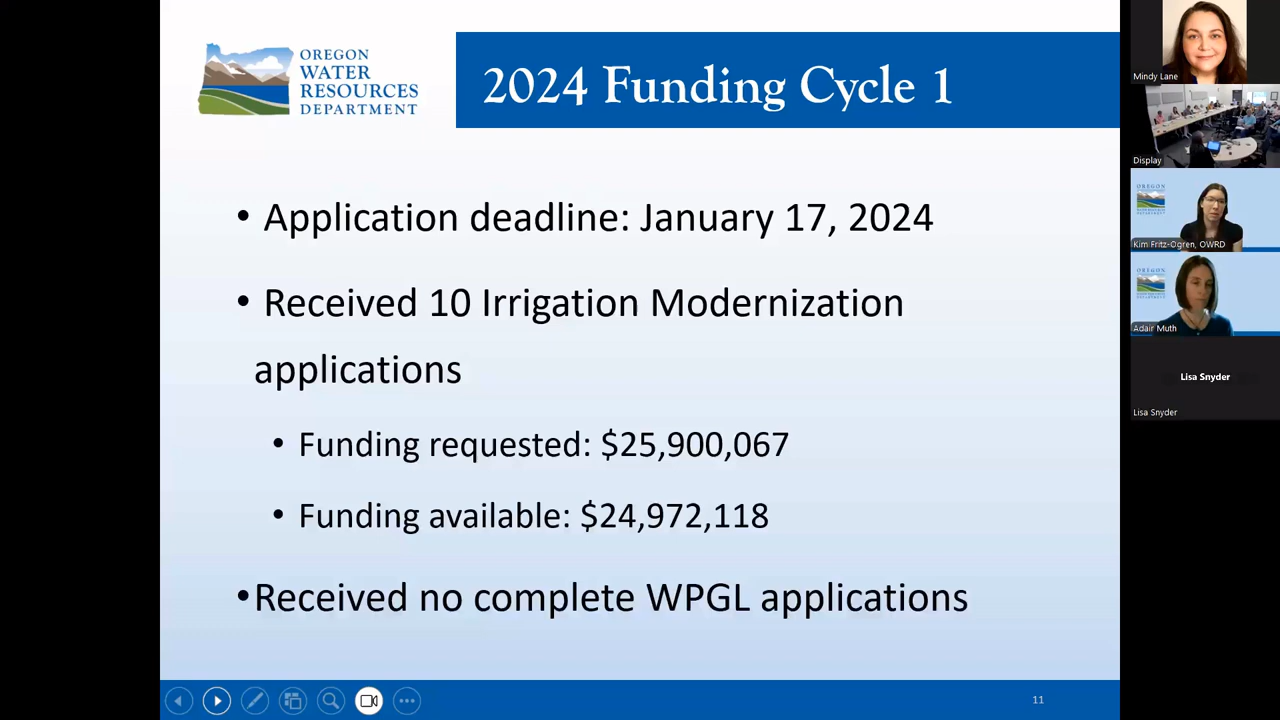 OREGON
WATER
RESOURCES
DEPARTMENT
2024 Funding Cycle 1
• Application deadline: January 17, 2024
• Received 10 Irrigation Modernization
applications
• Funding requested: $25,900,067
• Funding available: $24,972,118
•Received no complete WPGL applications
11
Mindy Lane
Display
OREGON
Kim Fritz-Ogren, OWRD
OREGON
Adair Muth
Lisa Snyder
Lisa Snyder